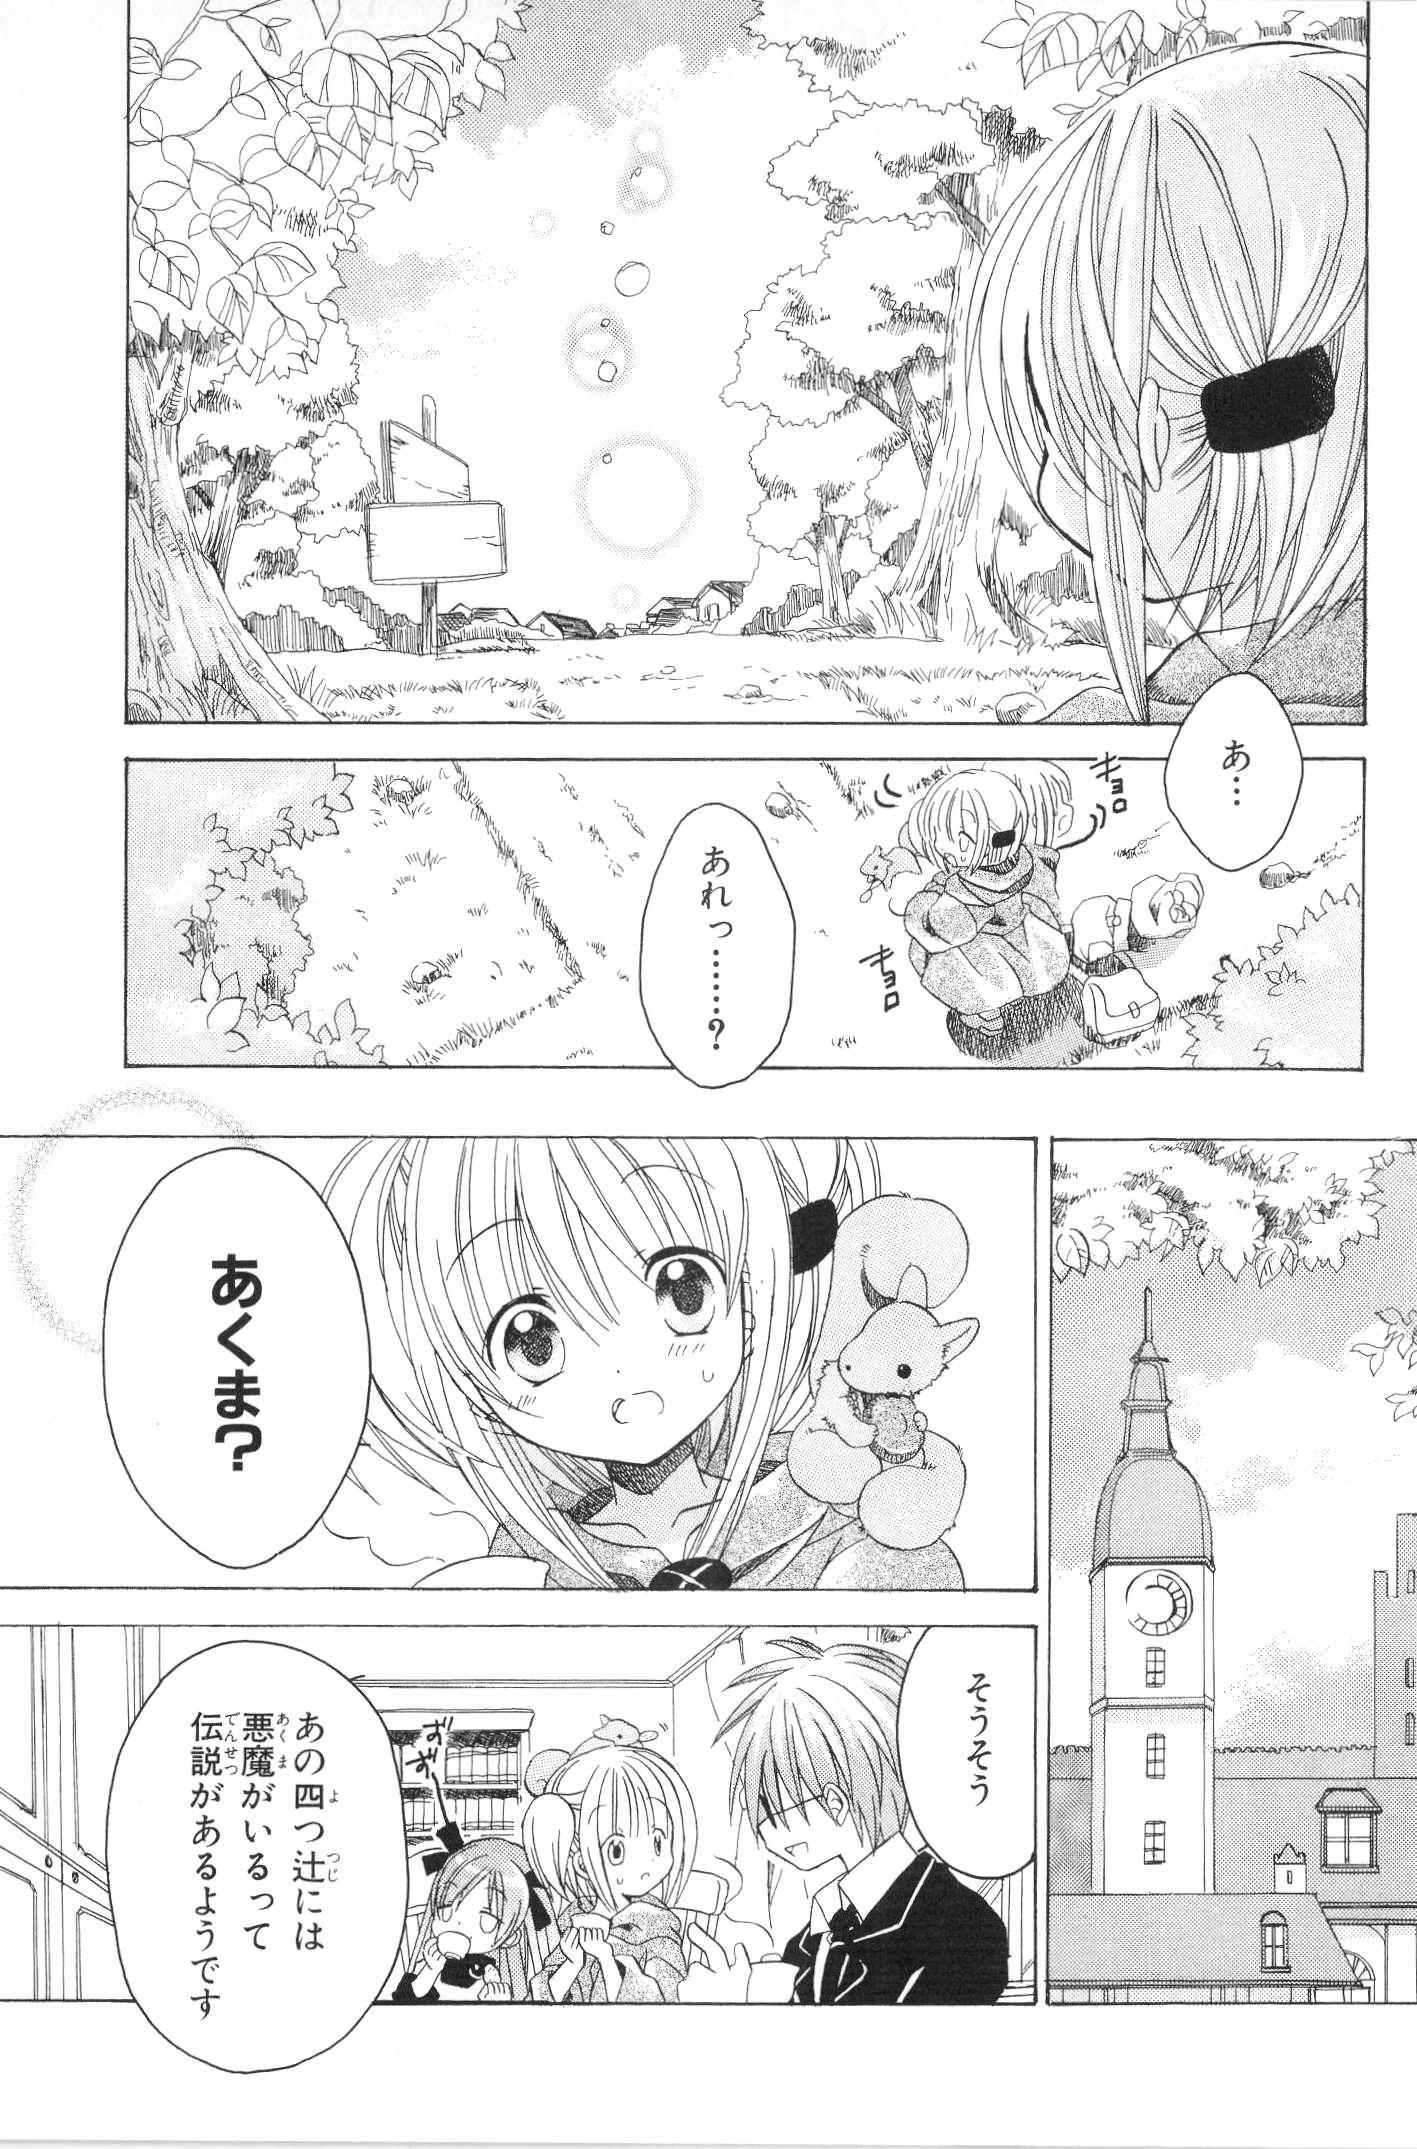 あ…
キョロ
キョロ
あれっ……？
あくま？
そうそう
ず
ずずー
あの四つ辻には
悪魔がいるって
伝説があるようです